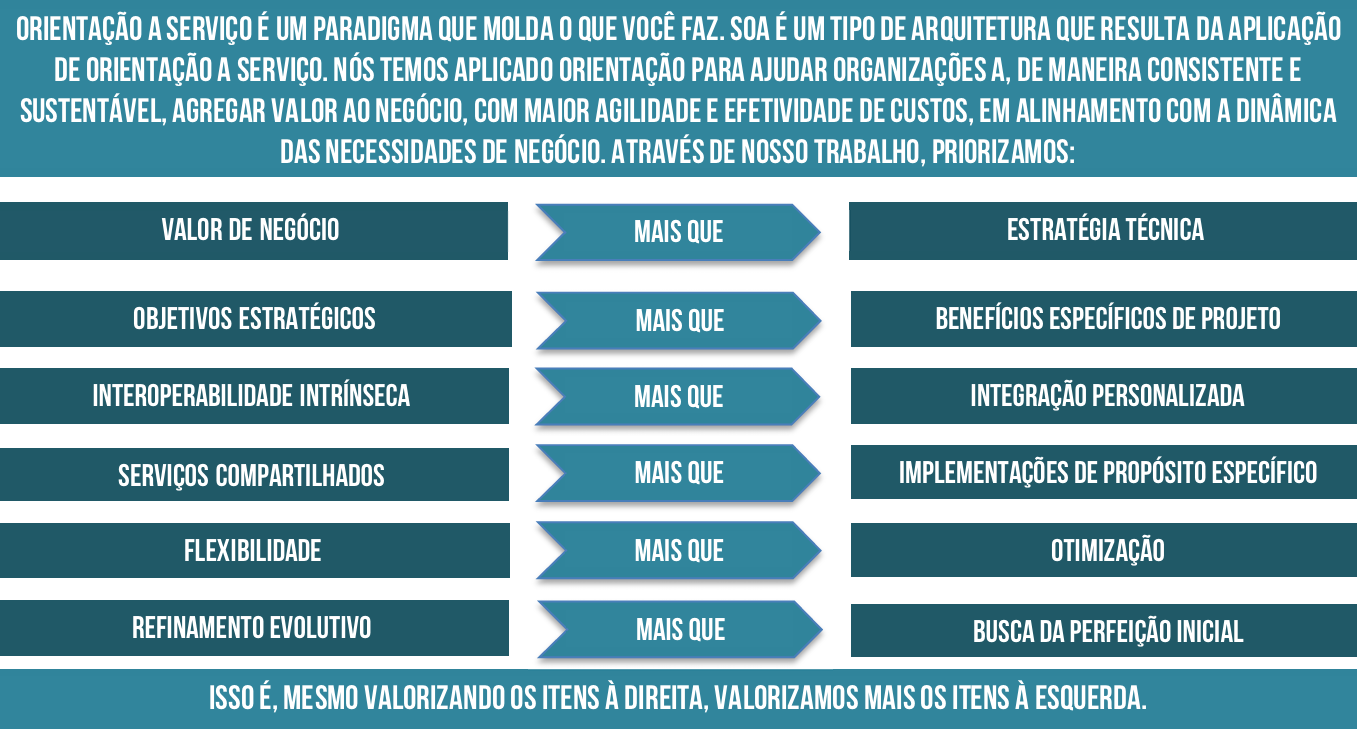 ORIENTAÇÃO A SERVIÇO É UM PARADIGMA QUE MOLDA O QUE VOCÊ FAZ. SOA É UM TIPO DE ARQUITETURA QUE RESULTA DA APLICAÇÃO
DE ORIENTAÇÃO A SERVIÇO. NÓS TEMOS APLICADO ORIENTAÇÃO PARA AJUDAR ORGANIZAÇÕES A, DE MANEIRA CONSISTENTE E
SUSTENTÁVEL, AGREGAR VALOR AO NEGÓCIO, COM MAIOR AGILIDADE E EFETIVIDADE DE CUSTOS, EM ALINHAMENTO COM A DINÂMICA
DAS NECESSIDADES DE NEGÓCIO. ATRAVÉS DE NOSSO TRABALHO, PRIORIZAMOS:
VALOR DE NEGÓCIO MAIS QUE ESTRATÉGIA TÉCNICA
OBJETIVOS ESTRATÉGICOS MAIS QUE BENEFÍCIOS ESPECÍFICOS DE PROJETO
INTEROPERABILIDADE INTRÍNSECA MAIS QUE INTEGRAÇÃO PERSONALIZADA
SERVIÇOS COMPARTILHADOS MAIS QUE IMPLEMENTAÇÕES DE PROPÓSITO ESPECÍFICO
FLEXIBILIDADE MAIS QUE OTIMIZAÇÃO
REFINAMENTO EVOLUTIVO MAIS QUE BUSCA DA PERFEIÇÃO INICIAL
ISSO É, MESMO VALORIZANDO OS ITENS À DIREITA, VALORIZAMOS MAIS OS ITENS À ESQUERDA.